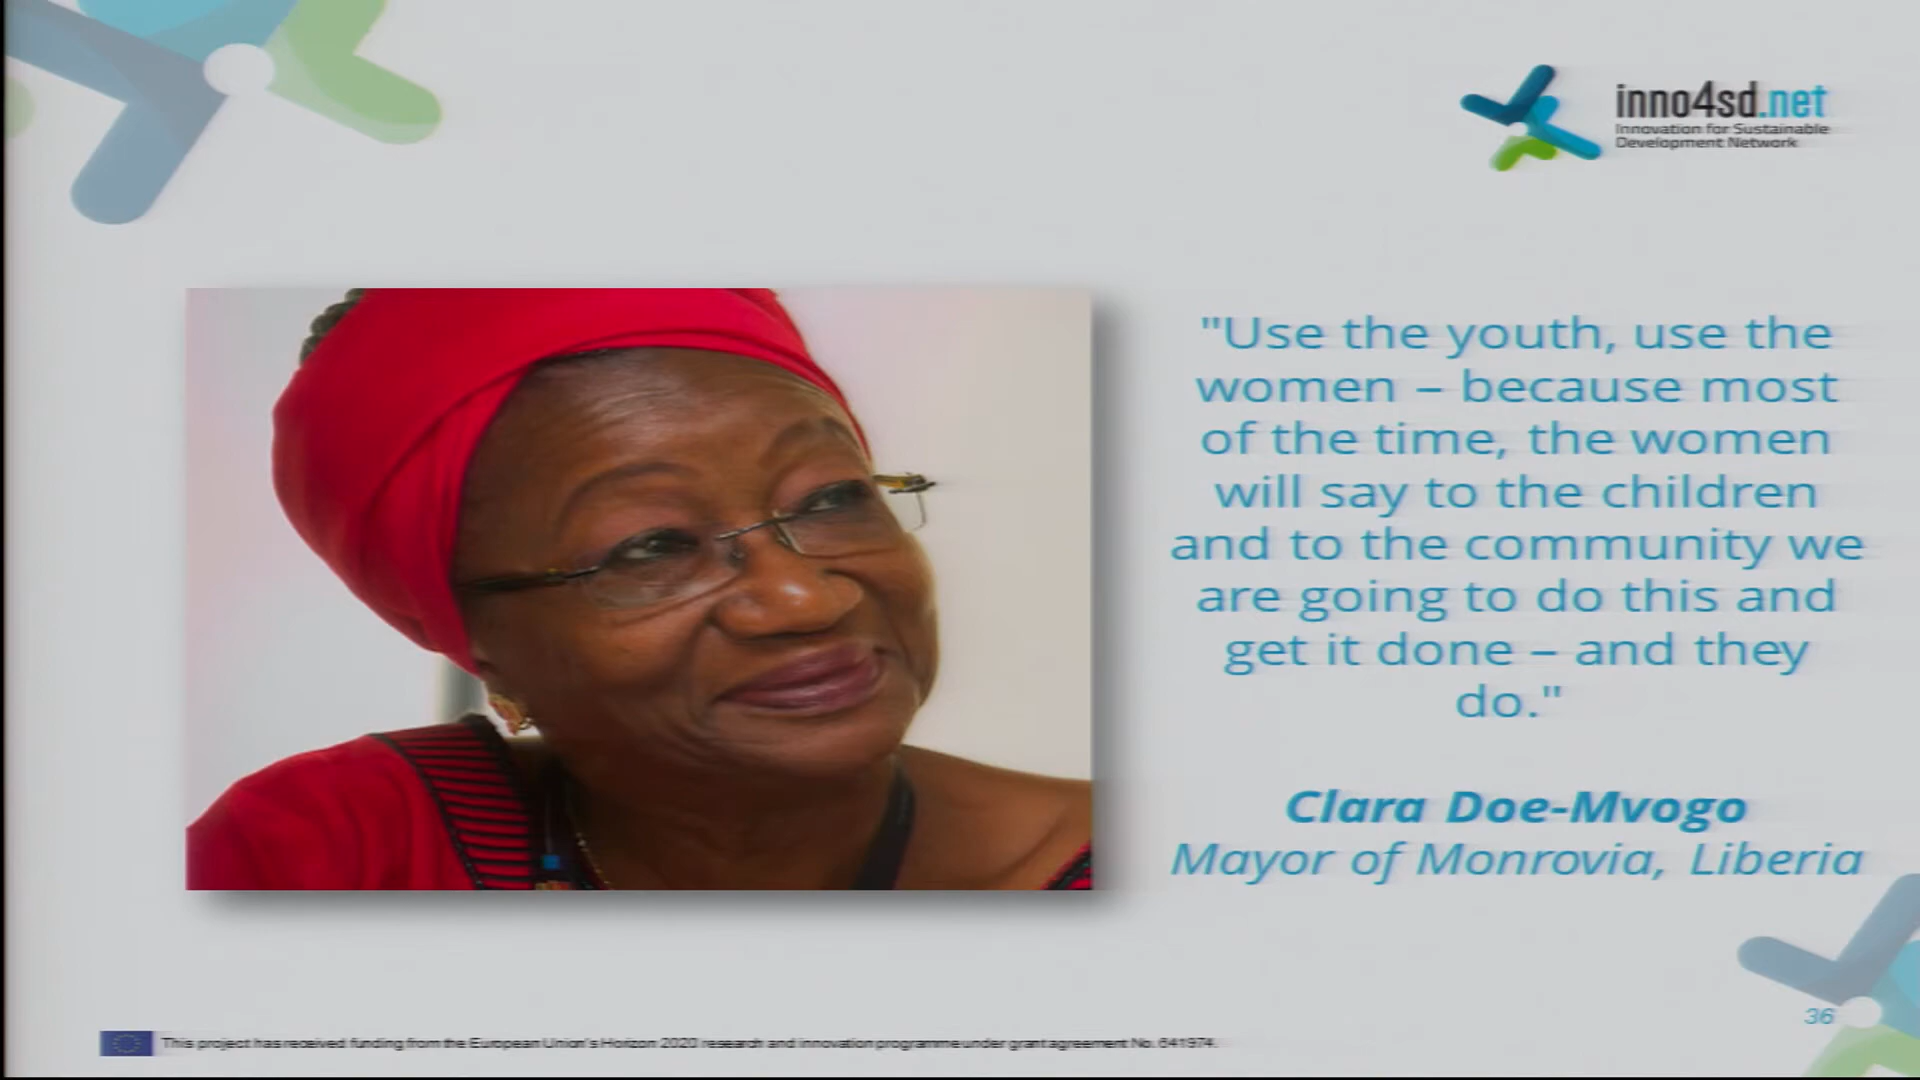 inno4sd.net
Innovation for Sustainable
Development Network
"Use the youth, use the
women – because most
of the time, the women
will say to the children
and to the community we
are going to do this and
get it done – and they
do."
Clara Doe-Mvogo
Mayor of Monrovia, Liberia
36
This project has received funding from the European Union's Horizon 2020 research and innovation programme under grant agreement No. 641974.